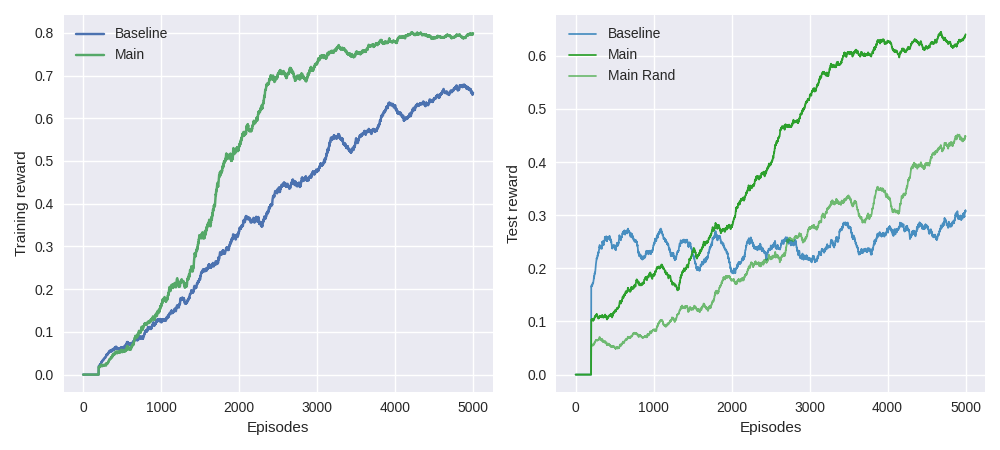 Baseline
Main
0.8
0.7
0.6
0.5
0.4
0.3
0.2
0.1
0.0
Training reward
0 1000 2000 3000 4000 5000
Episodes
Baseline
Main
Main Rand
0.6
0.5
0.4
0.3
0.2
0.1
0.0
Test reward
0 1000 2000 3000 4000 5000
Episodes